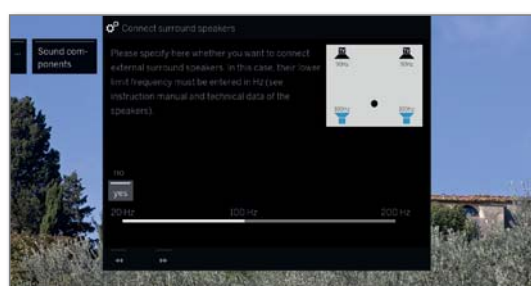 Connect surround speakers
... Sound com-
ponents
Please specify here whether you want to connect
external surround speakers. In this case, their lower
limit frequency must be entered in Hz (see
instruction manual and technical data of the
speakers).
100Hz 100Hz
no
yes
20 Hz 100 Hz 200 Hz